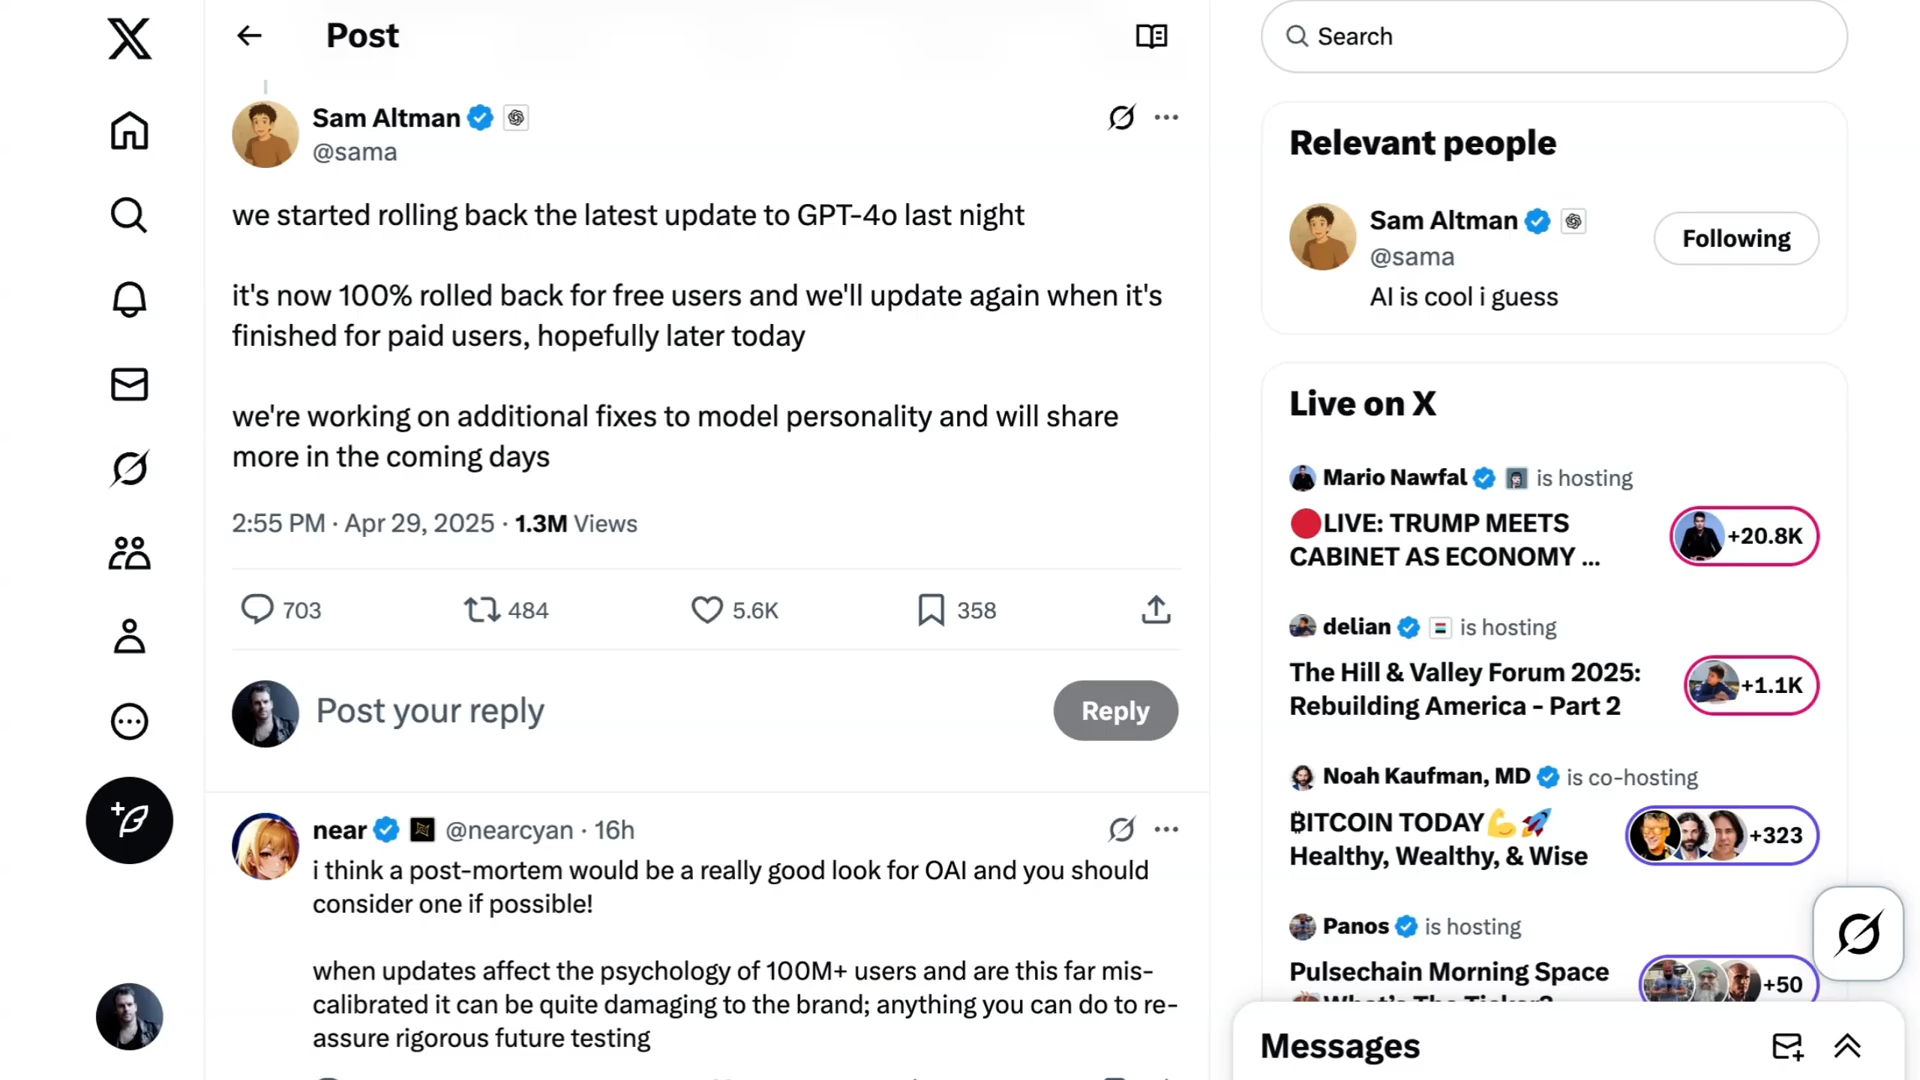 Post
Search
Sam Altman
@sama
we started rolling back the latest update to GPT-4o last night
it's now 100% rolled back for free users and we'll update again when it's
finished for paid users, hopefully later today
we're working on additional fixes to model personality and will share
more in the coming days
2:55 PM · Apr 29, 2025 · 1.3M Views
703 484 5.6K 358
Post your reply
Reply
near @nearcyan · 16h
i think a post-mortem would be a really good look for OAI and you should
consider one if possible!
when updates affect the psychology of 100M+ users and are this far mis-
calibrated it can be quite damaging to the brand; anything you can do to re-
assure rigorous future testing
Relevant people
Sam Altman
@sama
Following
AI is cool i guess
Live on X
Mario Nawfal is hosting
LIVE: TRUMP MEETS
CABINET AS ECONOMY ...
+20.8K
delian is hosting
The Hill & Valley Forum 2025:
Rebuilding America - Part 2
+1.1K
Noah Kaufman, MD is co-hosting
₿ITCOIN TODAY💪🚀
Healthy, Wealthy, & Wise
+323
Panos is hosting
Pulsechain Morning Space
What's The Ticker?
+50
Messages